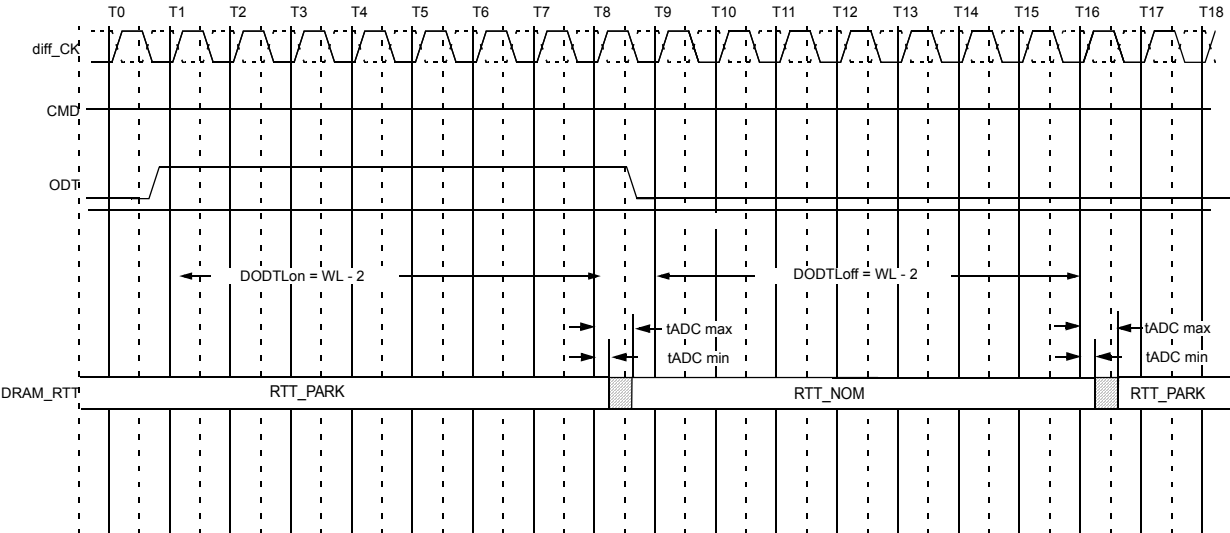 T0 T1 T2 T3 T4 T5 T6 T7 T8 T9 T10 T11 T12 T13 T14 T15 T16 T17 T18
diff_CK
CMD
ODT
DODTLon = WL - 2 DODTLoff = WL - 2
tADC max tADC max
tADC min tADC min
DRAM_RTT RTT_PARK RTT_NOM RTT_PARK